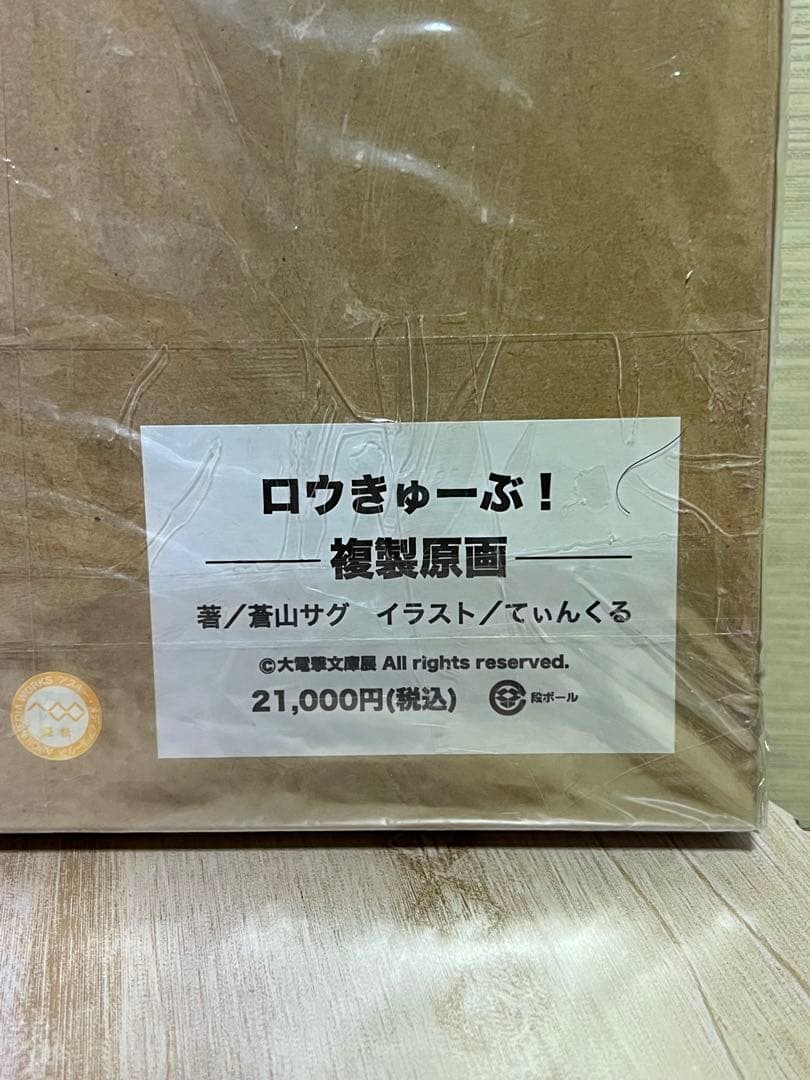 ロウきゅーぶ！
複製原画
著／蒼山サグ　イラスト／てぃんくる
©大電撃文庫展 All rights reserved.
21,000円(税込)
段ボール